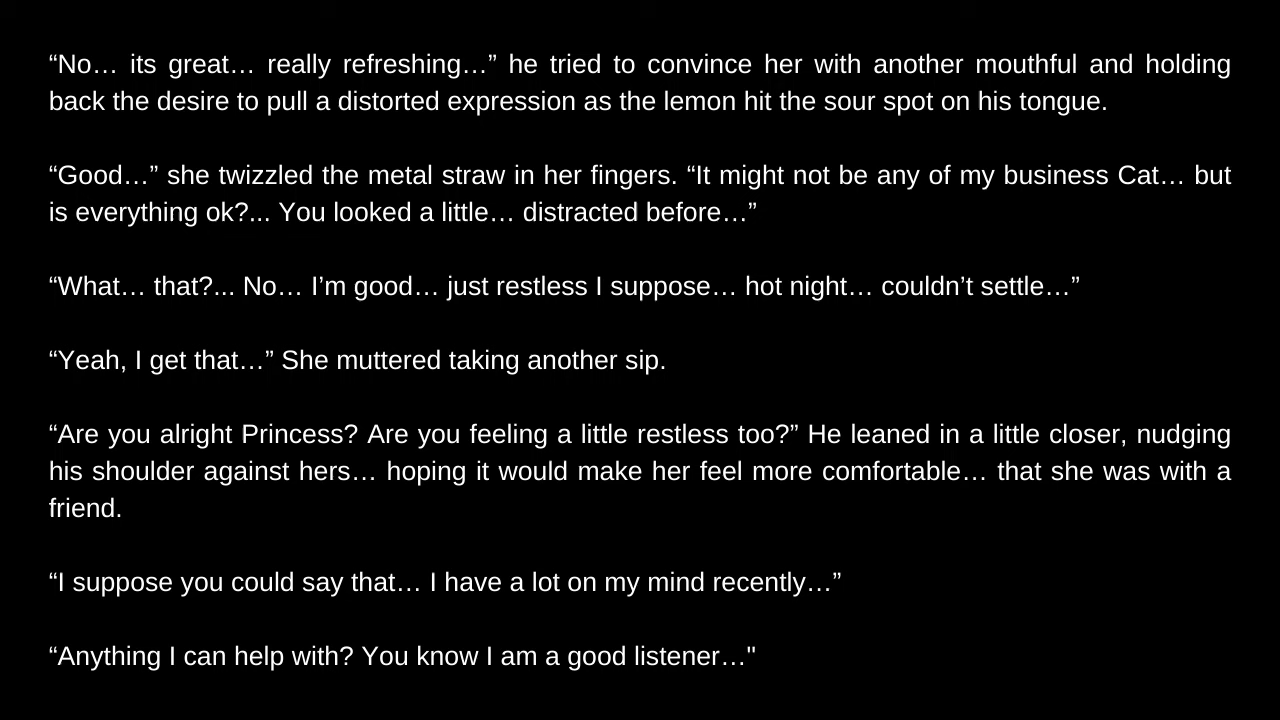 “No… its great… really refreshing…” he tried to convince her with another mouthful and holding
back the desire to pull a distorted expression as the lemon hit the sour spot on his tongue.
“Good…” she twizzled the metal straw in her fingers. “It might not be any of my business Cat… but
is everything ok?... You looked a little… distracted before…”
“What… that?... No… I’m good… just restless I suppose… hot night… couldn’t settle…”
“Yeah, I get that…” She muttered taking another sip.
“Are you alright Princess? Are you feeling a little restless too?” He leaned in a little closer, nudging
his shoulder against hers… hoping it would make her feel more comfortable… that she was with a
friend.
“I suppose you could say that… I have a lot on my mind recently…”
“Anything I can help with? You know I am a good listener…"